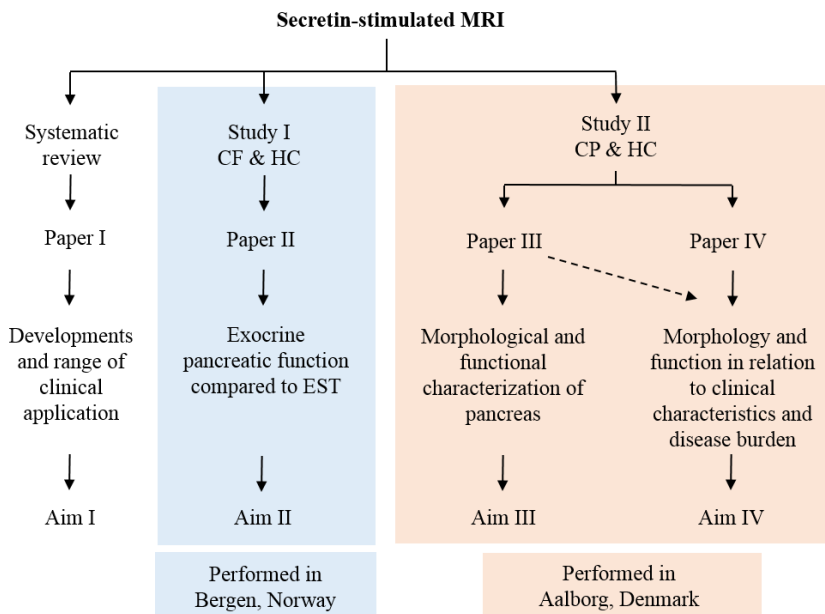 Secretin-stimulated MRI
Systematic
review
Study I
CF & HC
Study II
CP & HC
Paper I
Paper II
Paper III
Paper IV
Developments
and range of
clinical
application
Exocrine
pancreatic function
compared to EST
Morphological and
functional
characterization of
pancreas
Morphology and
function in relation
to clinical
characteristics and
disease burden
Aim I
Aim II
Aim III
Aim IV
Performed in
Bergen, Norway
Performed in
Aalborg, Denmark